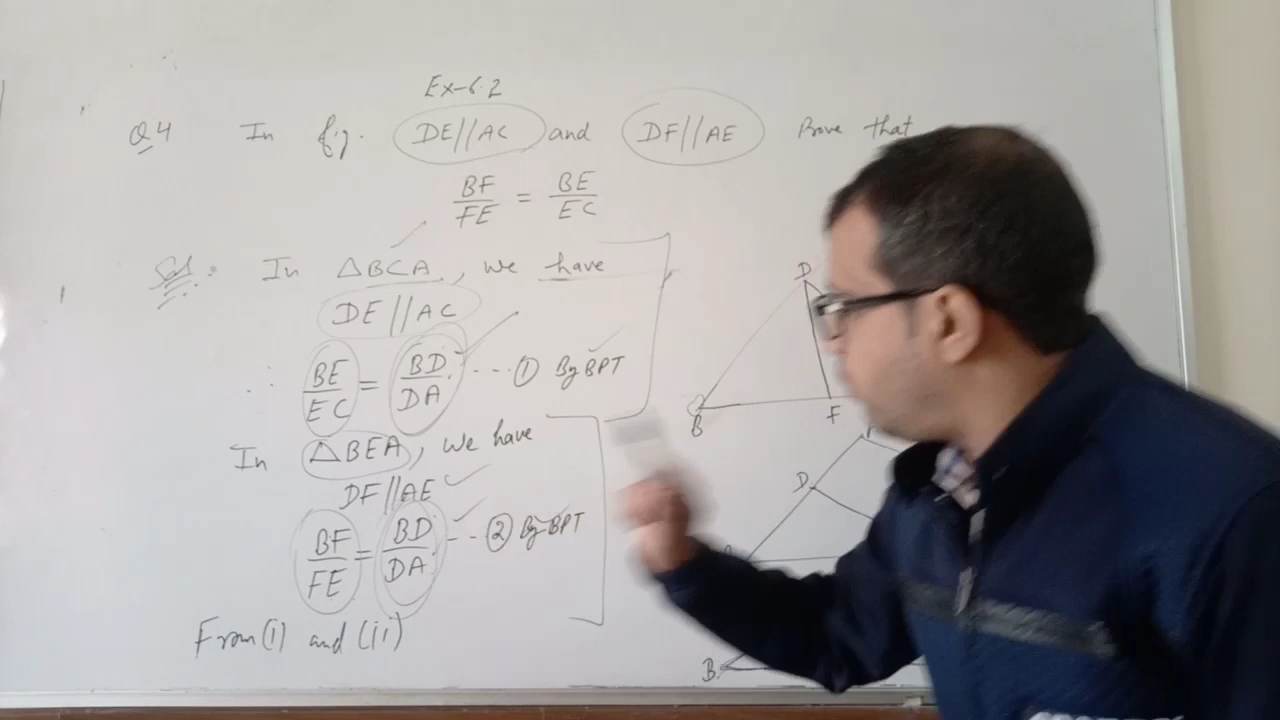 Ex-6.2
Q4 In fig. DE//AC and DF//AE Prove that
BF/FE = BE/EC
Sol: In △BCA, we have
DE//AC
∴ BE/EC = BD/DA ---① By BPT
In △BEA, we have
DF//AE
BF/FE = BD/DA --② By BPT
From (i) and (ii)
D
B
F
D
B